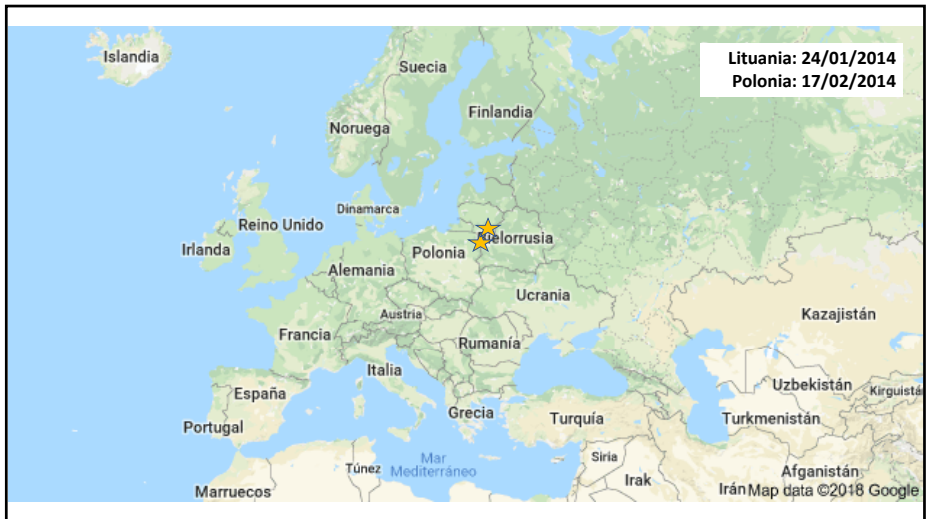 Islandia
Lituania: 24/01/2014
Polonia: 17/02/2014
Suecia
Finlandia
Noruega
Dinamarca
Reino Unido
Irlanda
Bielorrusia
Polonia
Alemania
Ucrania
Austria
Kazajistán
Francia
Rumanía
Italia
España
Uzbekistán
Kirguistá
Grecia
Turquía
Turkmenistán
Portugal
Mar
Mediterráneo
Siria
Túnez
Afganistán
Irak
Irán
Marruecos
Map data ©2018 Google